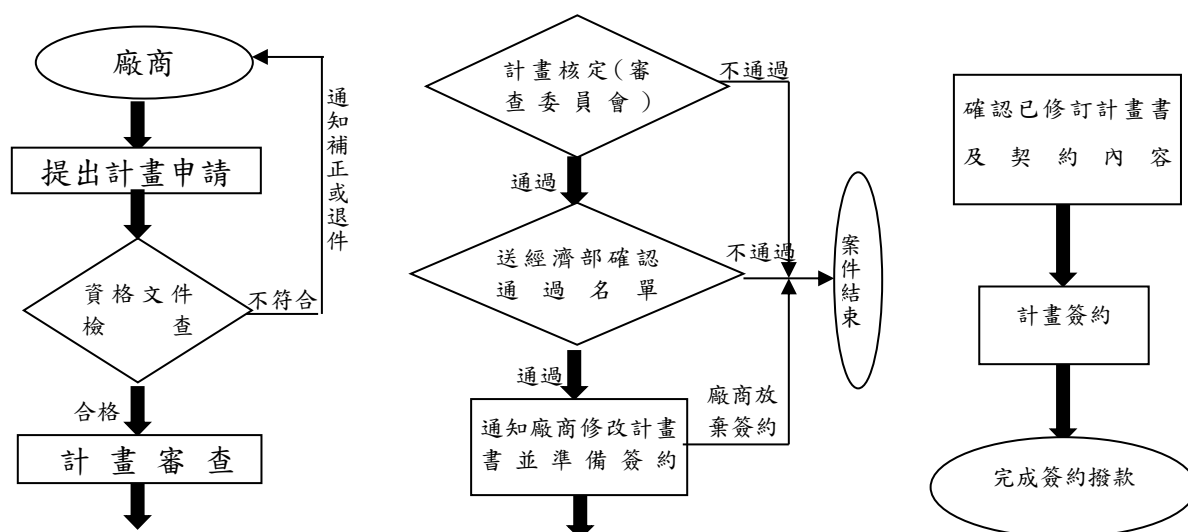 廠商
通知補正或退件
提出計畫申請
資格文件
檢查
不符合
合格
計畫審查
計畫核定(審
查委員會)
不通過
通過
送經濟部確認
通過名單
不通過
案件結束
通過
通知廠商修改計畫
書並準備簽約
廠商放
棄簽約
確認已修訂計畫書
及契約內容
計畫簽約
完成簽約撥款